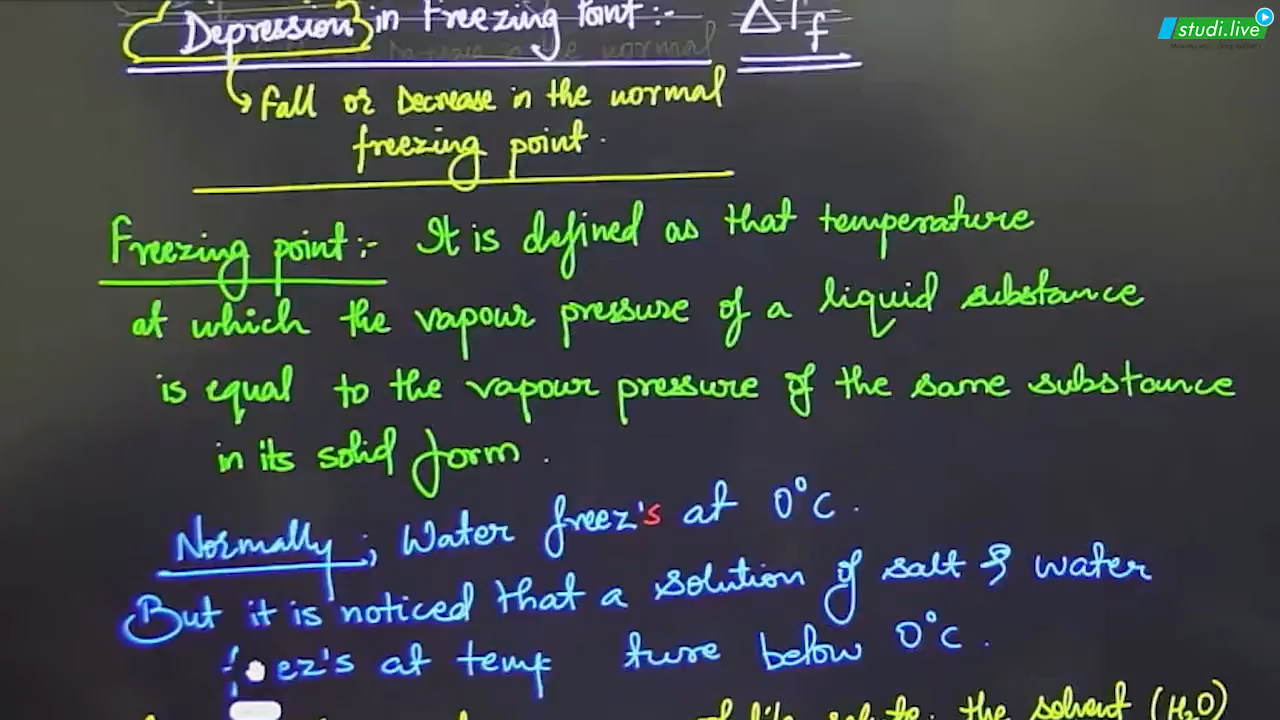 Depression in Freezing Point :- ΔTf
studi.live
Fall or Decrease in the normal
freezing point.
Freezing point :- It is defined as that temperature
at which the vapour pressure of a liquid substance
is equal to the vapour pressure of the same substance
in its solid form.
Normally, Water freez's at 0°C.
But it is noticed that a solution of salt & water
ez's at temp ture below 0°C.
solute, the solvent (H₂O)